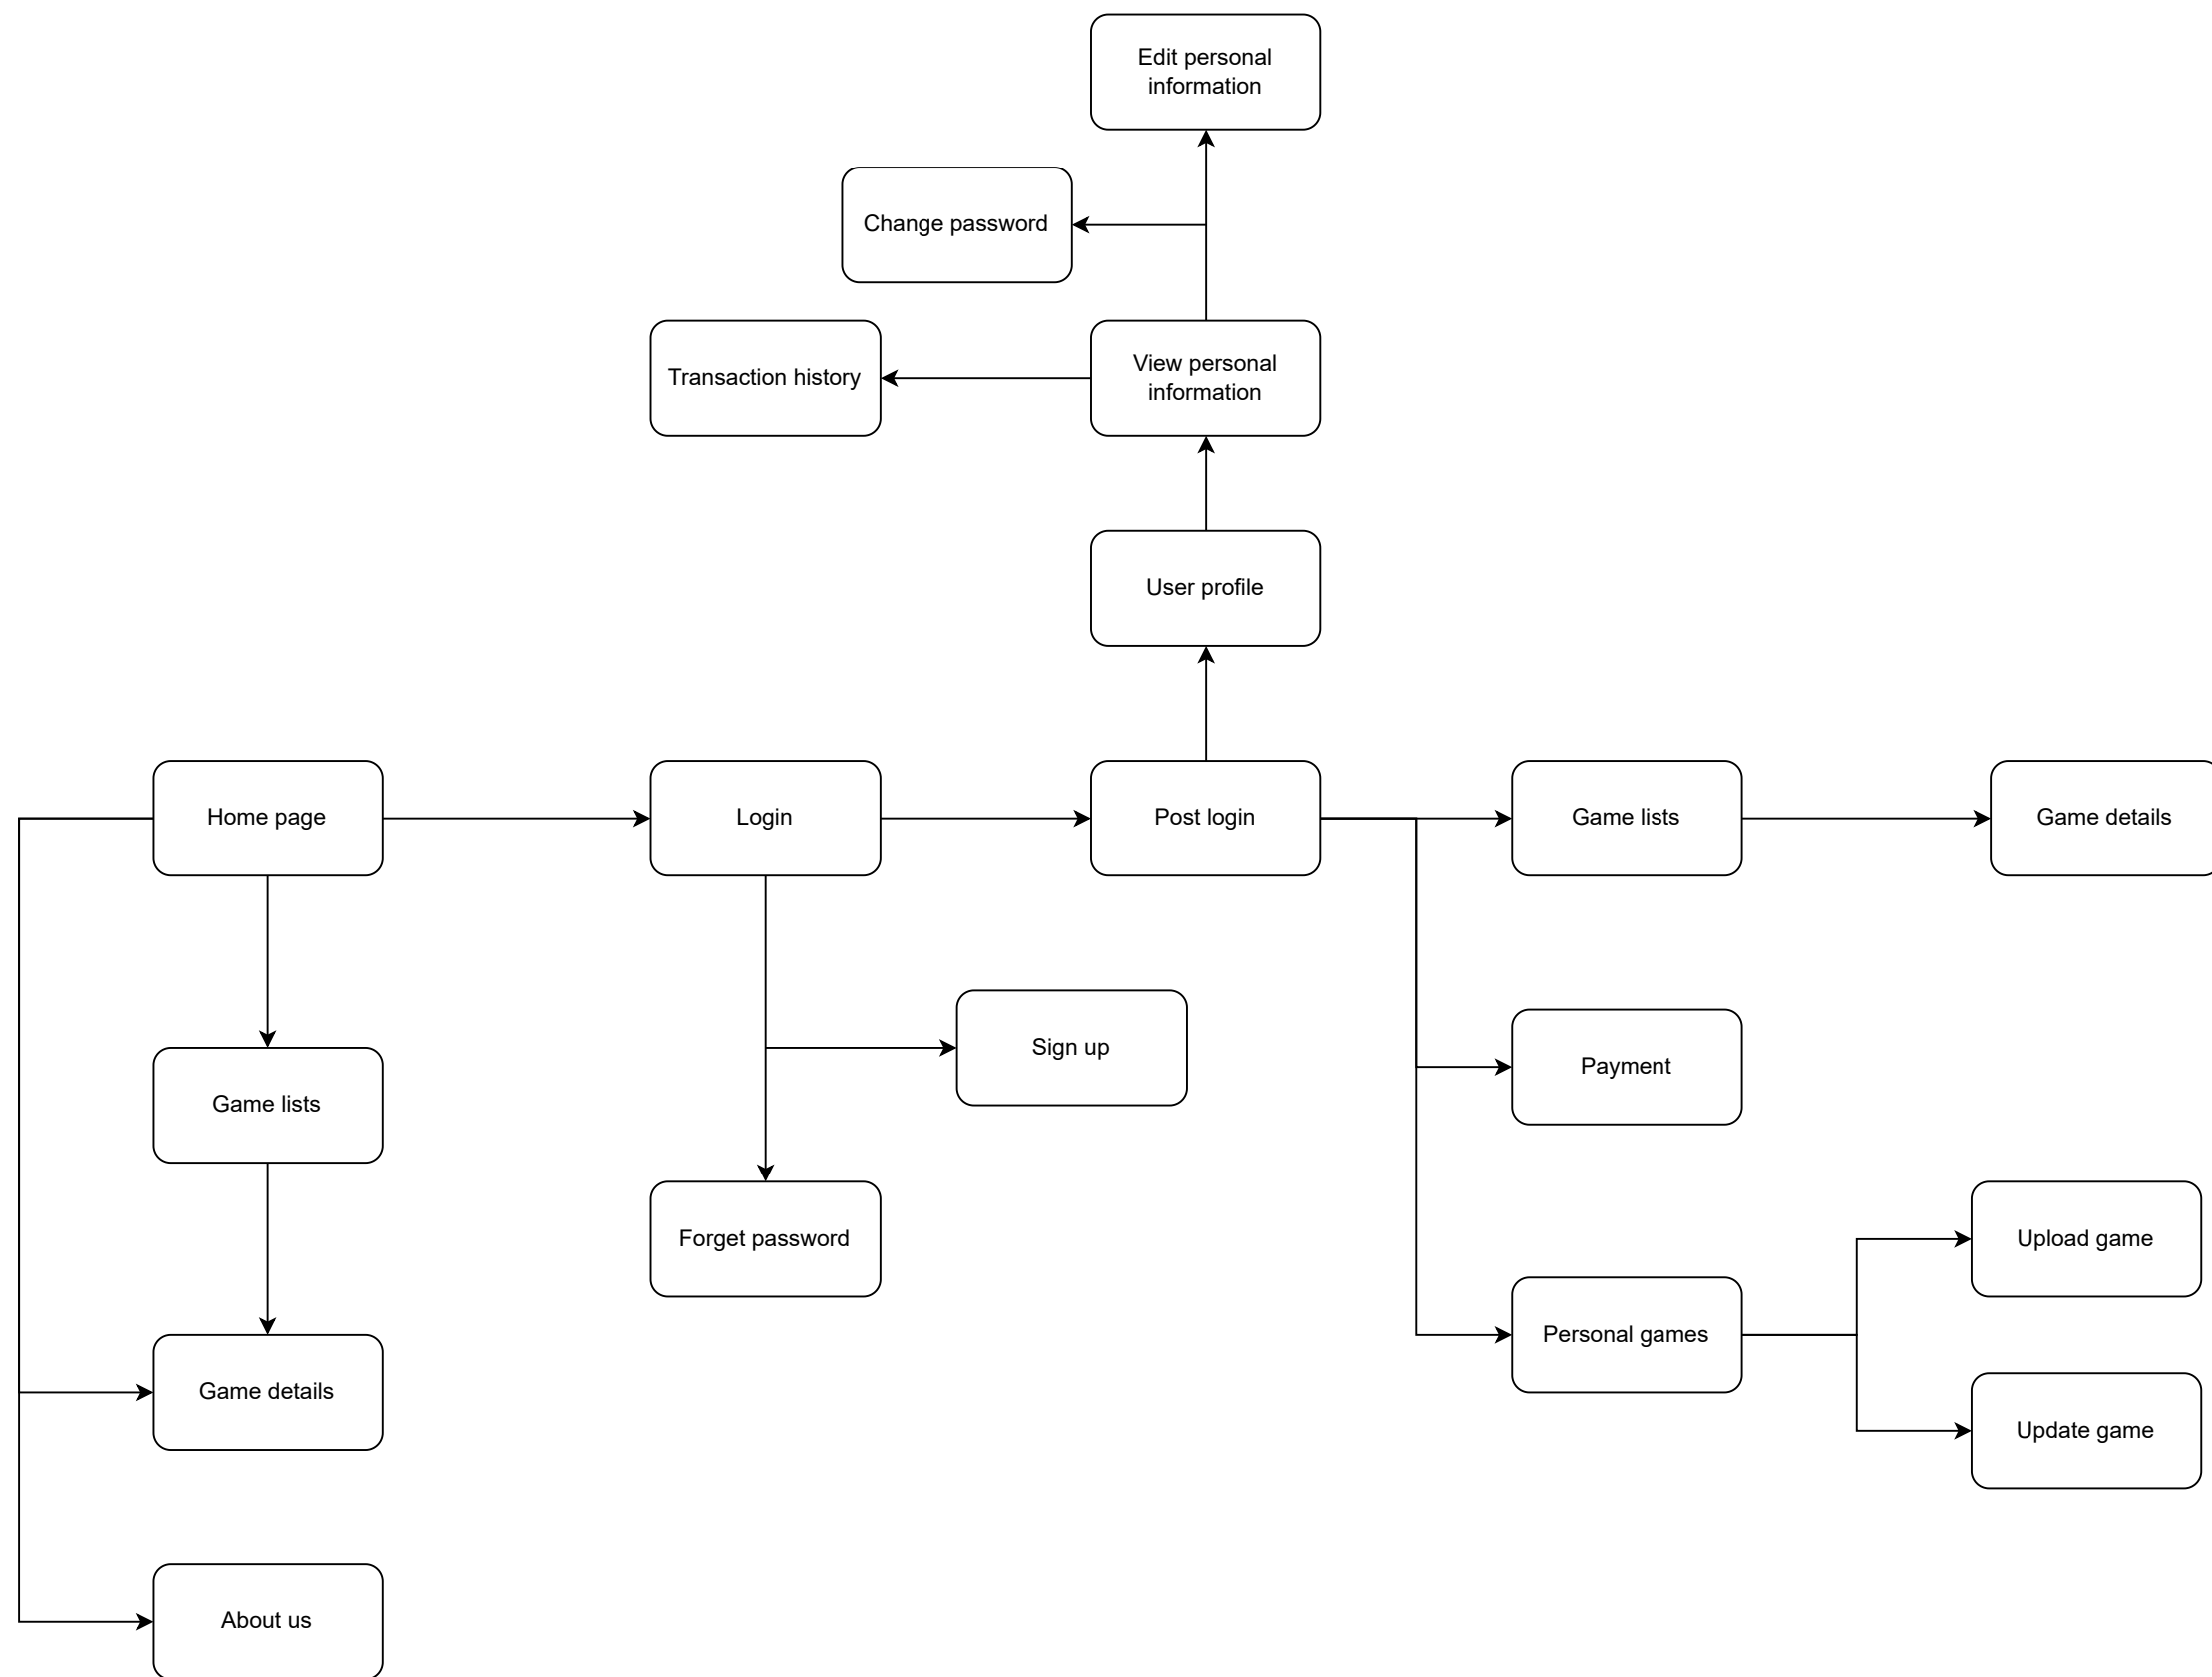 Edit personal
information
Change password
Transaction history
View personal
information
User profile
Home page
Login
Post login
Game lists
Game details
Sign up
Game lists
Payment
Forget password
Upload game
Personal games
Game details
Update game
About us